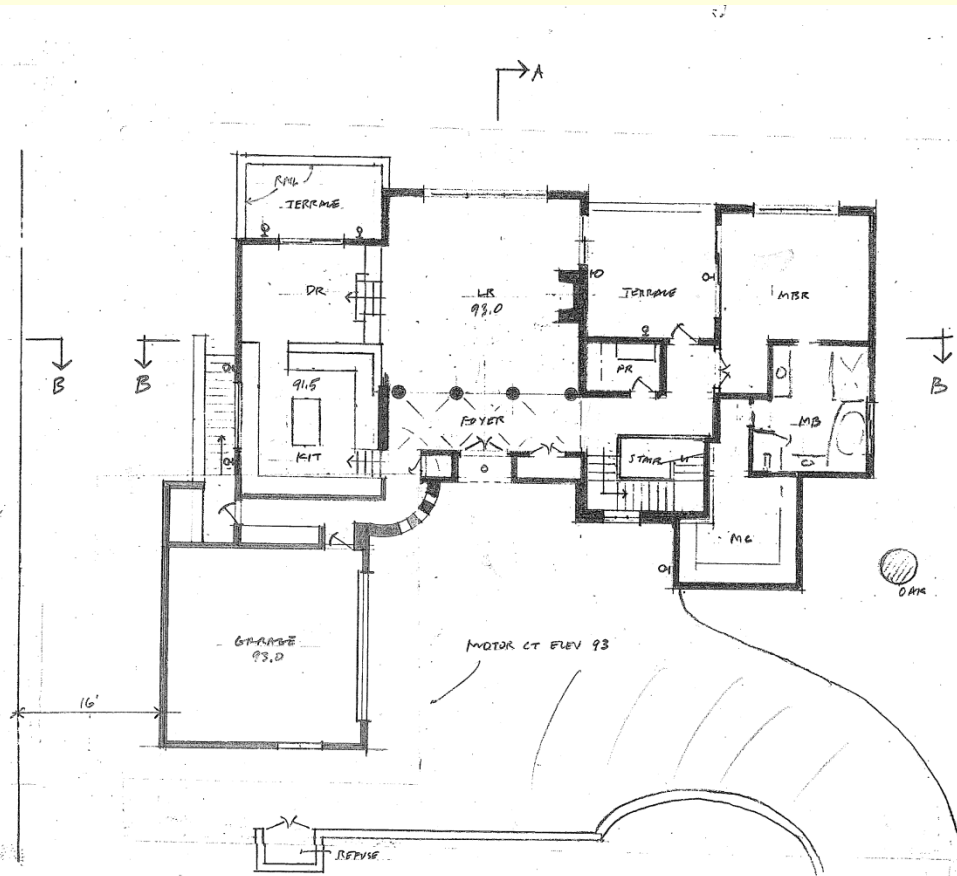 A
RAIL
TERRACE
DR
LR
93.0
TERRACE
MBR
B
B
B
PR
91.5
FOYER
MB
KIT
STAIR
MC
OAK
GARAGE
93.0
MOTOR CT ELEV 93
16'
REFUSE